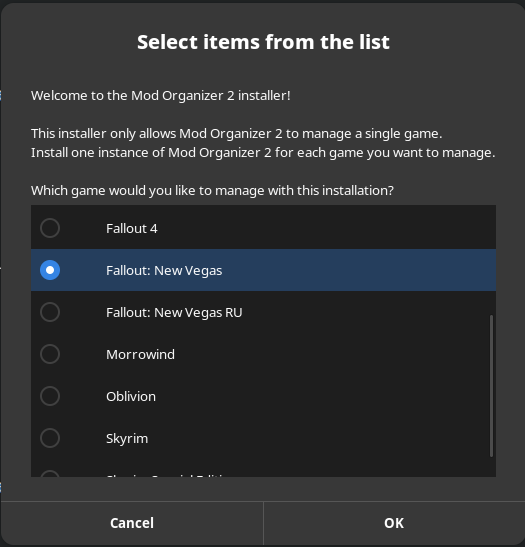 Select items from the list
Welcome to the Mod Organizer 2 installer!
This installer only allows Mod Organizer 2 to manage a single game.
Install one instance of Mod Organizer 2 for each game you want to manage.
Which game would you like to manage with this installation?
Fallout 4
Fallout: New Vegas
Fallout: New Vegas RU
Morrowind
Oblivion
Skyrim
Cancel
OK